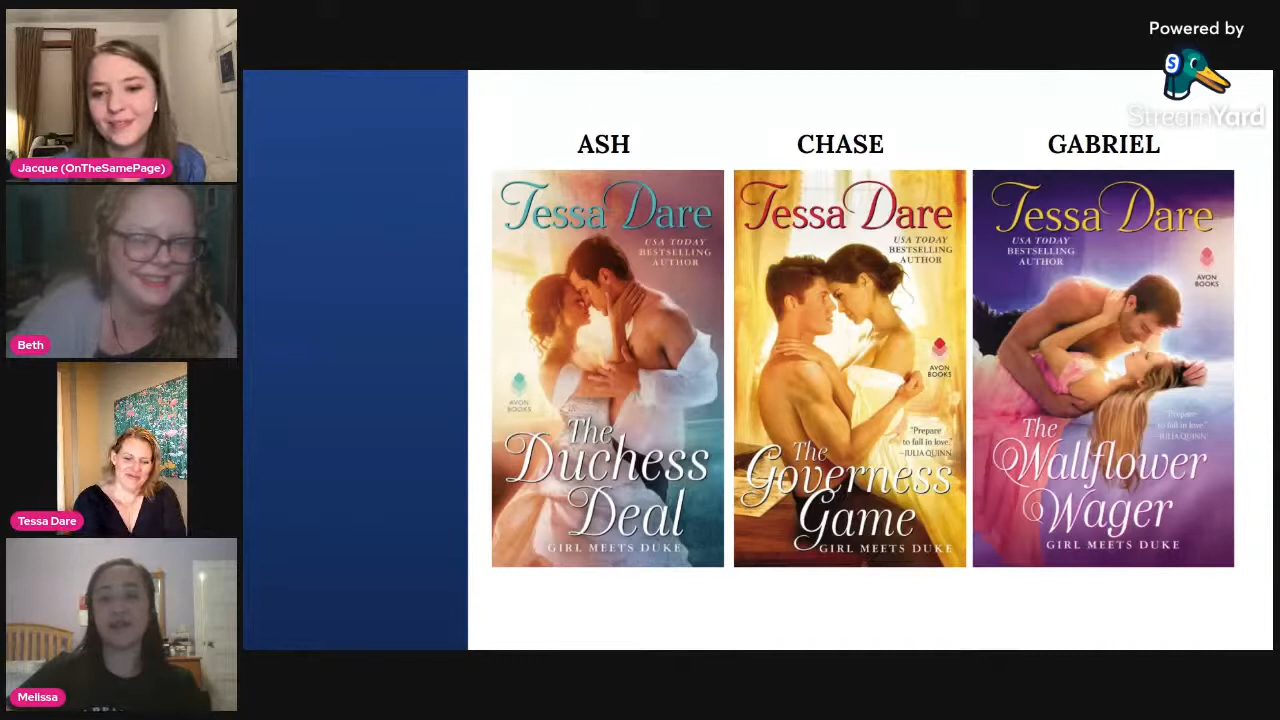 Powered by
S
StreamYard
Jacque (OnTheSamePage)
Beth
Tessa Dare
Melissa
ASH
Tessa Dare
USA TODAY
BESTSELLING
AUTHOR
AVON
BOOKS
The
Duchess
Deal
GIRL MEETS DUKE
CHASE
Tessa Dare
USA TODAY
BESTSELLING
AUTHOR
AVON
BOOKS
"Prepare
to fall in love."
—JULIA QUINN
The
Governess
Game
GIRL MEETS DUKE
GABRIEL
Tessa Dare
USA TODAY
BESTSELLING
AUTHOR
AVON
BOOKS
"Prepare
to fall in love."
—JULIA QUINN
The
Wallflower
Wager
GIRL MEETS DUKE